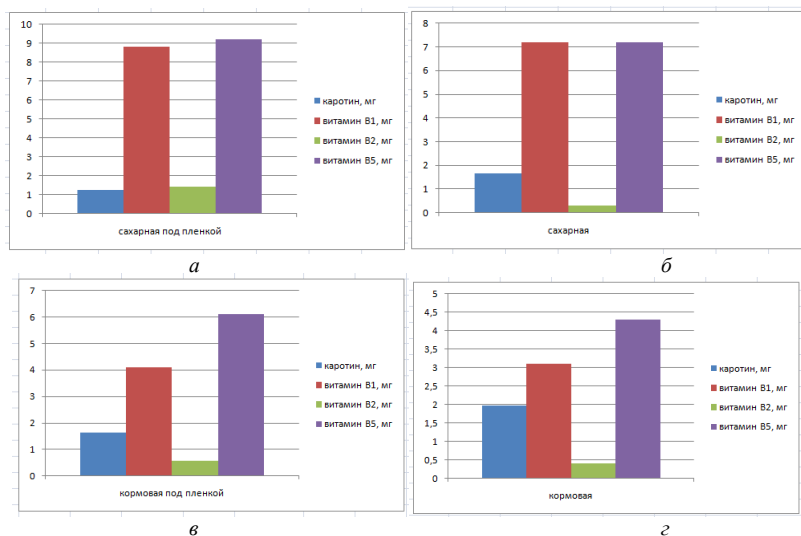 10
9
8
7
6
5
4
3
2
1
0
каротин, мг
витамин В1, мг
витамин В2, мг
витамин В5, мг
сахарная под пленкой
а
8
7
6
5
4
3
2
1
0
каротин, мг
витамин В1, мг
витамин В2, мг
витамин В5, мг
сахарная
б
7
6
5
4
3
2
1
0
каротин, мг
витамин В1, мг
витамин В2, мг
витамин В5, мг
кормовая под пленкой
в
5
4,5
4
3,5
3
2,5
2
1,5
1
0,5
0
каротин, мг
витамин В1, мг
витамин В2, мг
витамин В5, мг
кормовая
г